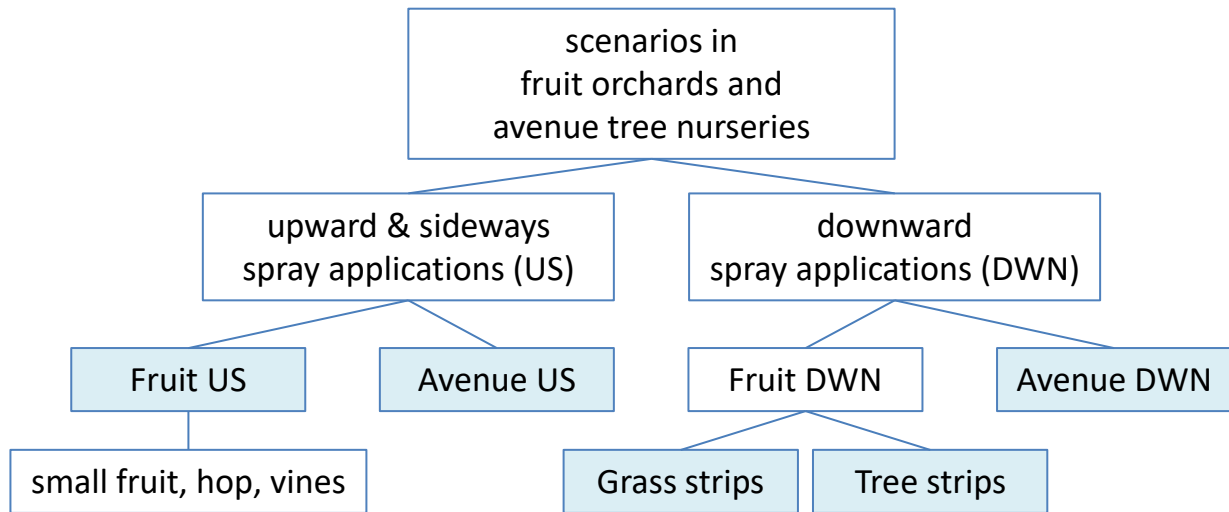 scenarios in
fruit orchards and
avenue tree nurseries
upward & sideways
spray applications (US)
downward
spray applications (DWN)
Fruit US
Avenue US
Fruit DWN
Avenue DWN
small fruit, hop, vines
Grass strips
Tree strips